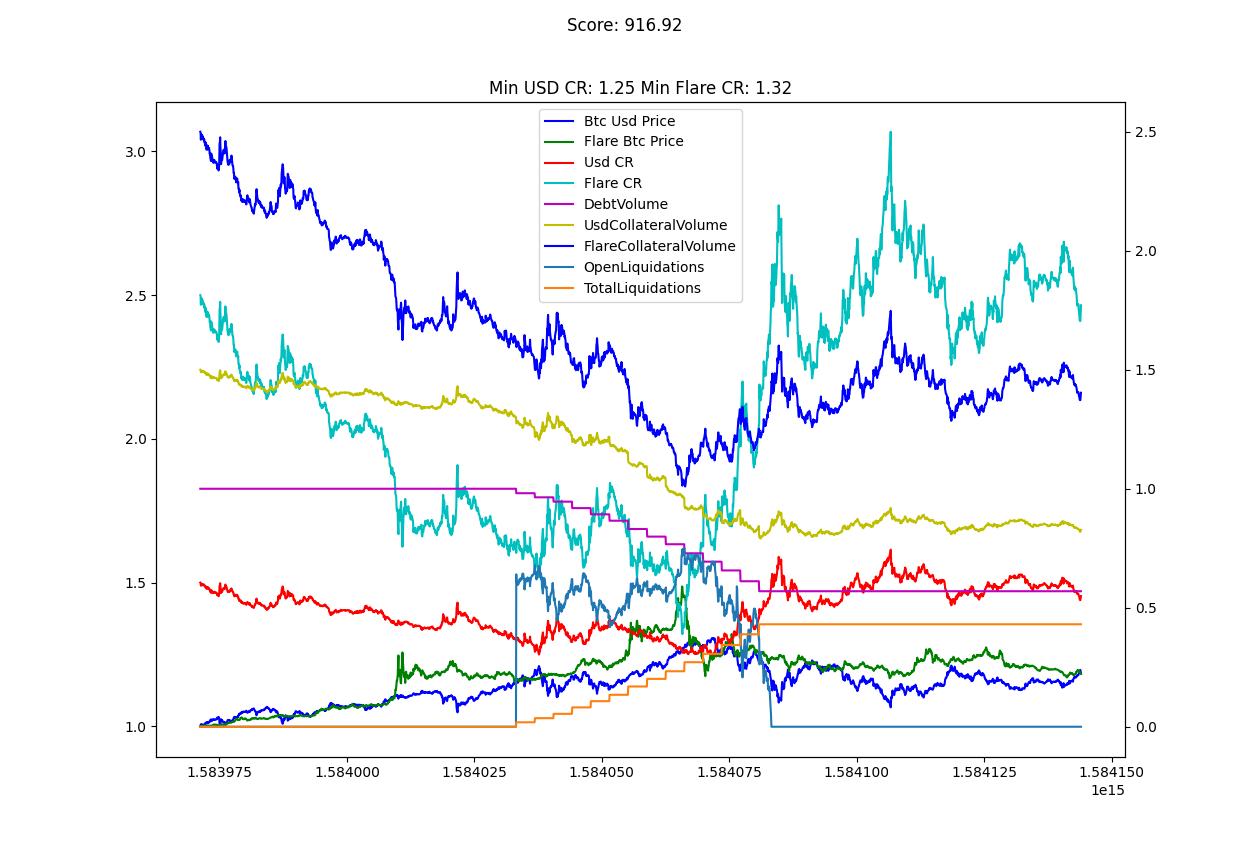 Score: 916.92
Min USD CR: 1.25 Min Flare CR: 1.32
Btc Usd Price
Flare Btc Price
Usd CR
Flare CR
DebtVolume
UsdCollateralVolume
FlareCollateralVolume
OpenLiquidations
TotalLiquidations
3.0
2.5
2.0
1.5
1.0
2.5
2.0
1.5
1.0
0.5
0.0
1.583975 1.584000 1.584025 1.584050 1.584075 1.584100 1.584125 1.584150
1e15